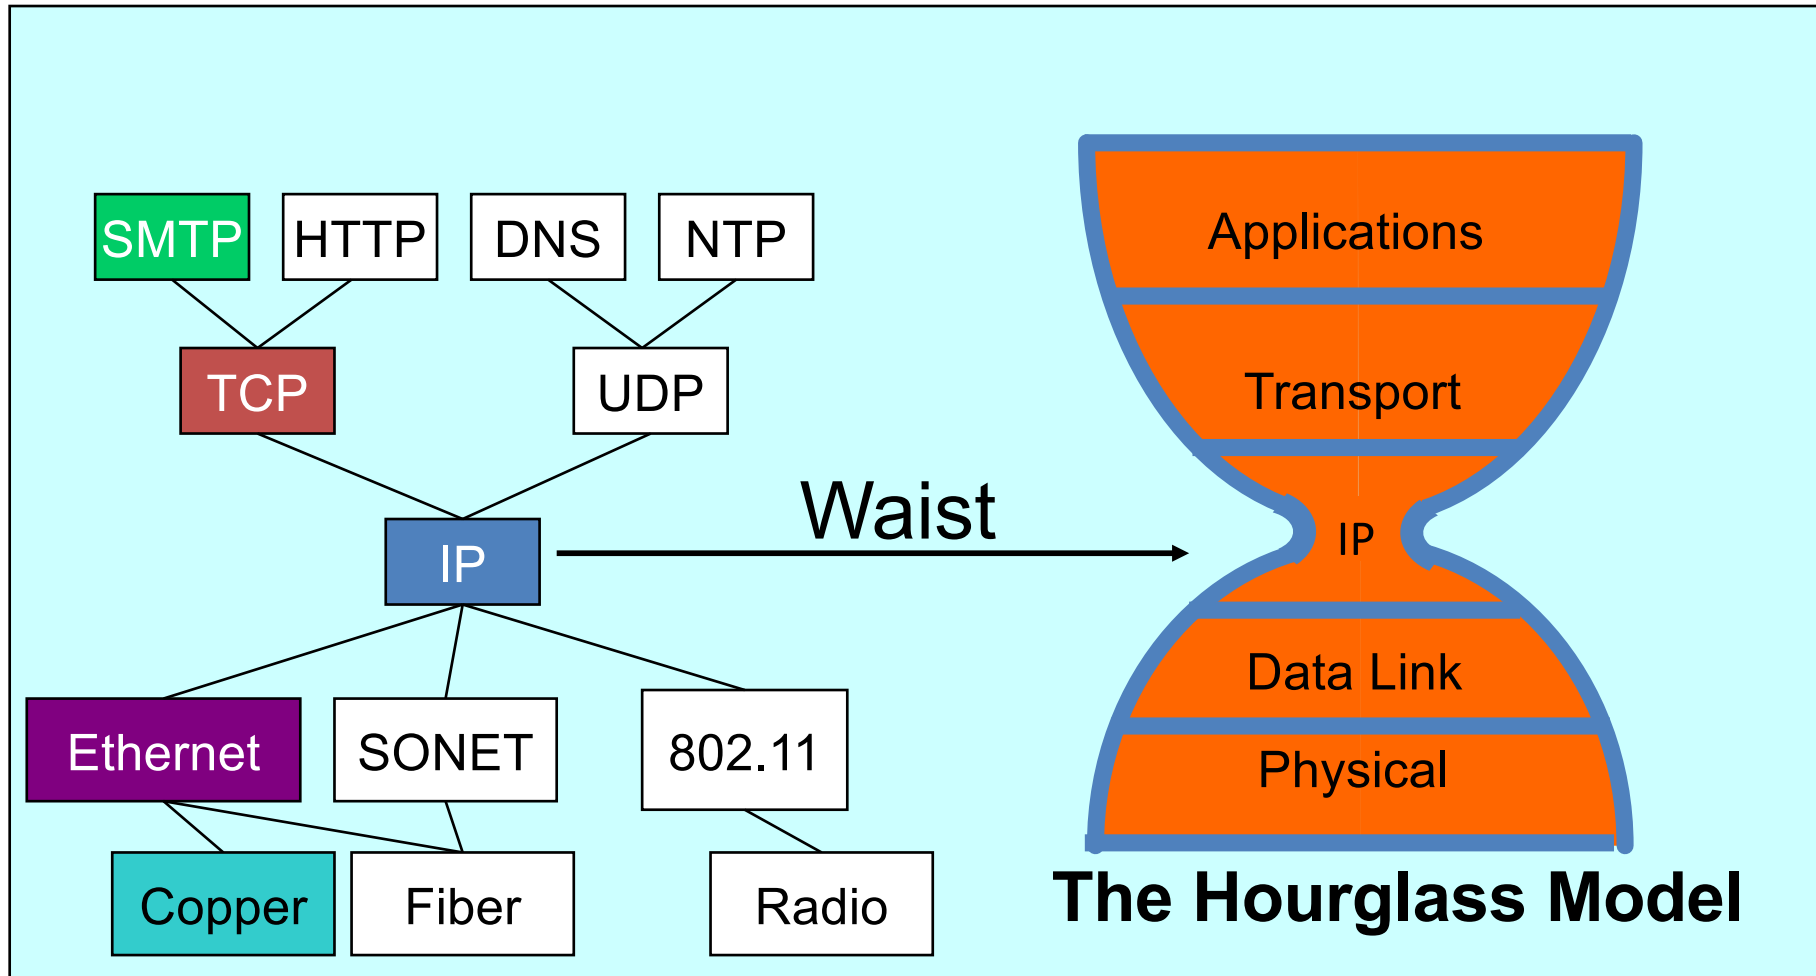 SMTP HTTP DNS NTP
TCP UDP
IP
Ethernet SONET 802.11
Copper Fiber Radio
Waist
Applications
Transport
IP
Data Link
Physical
The Hourglass Model